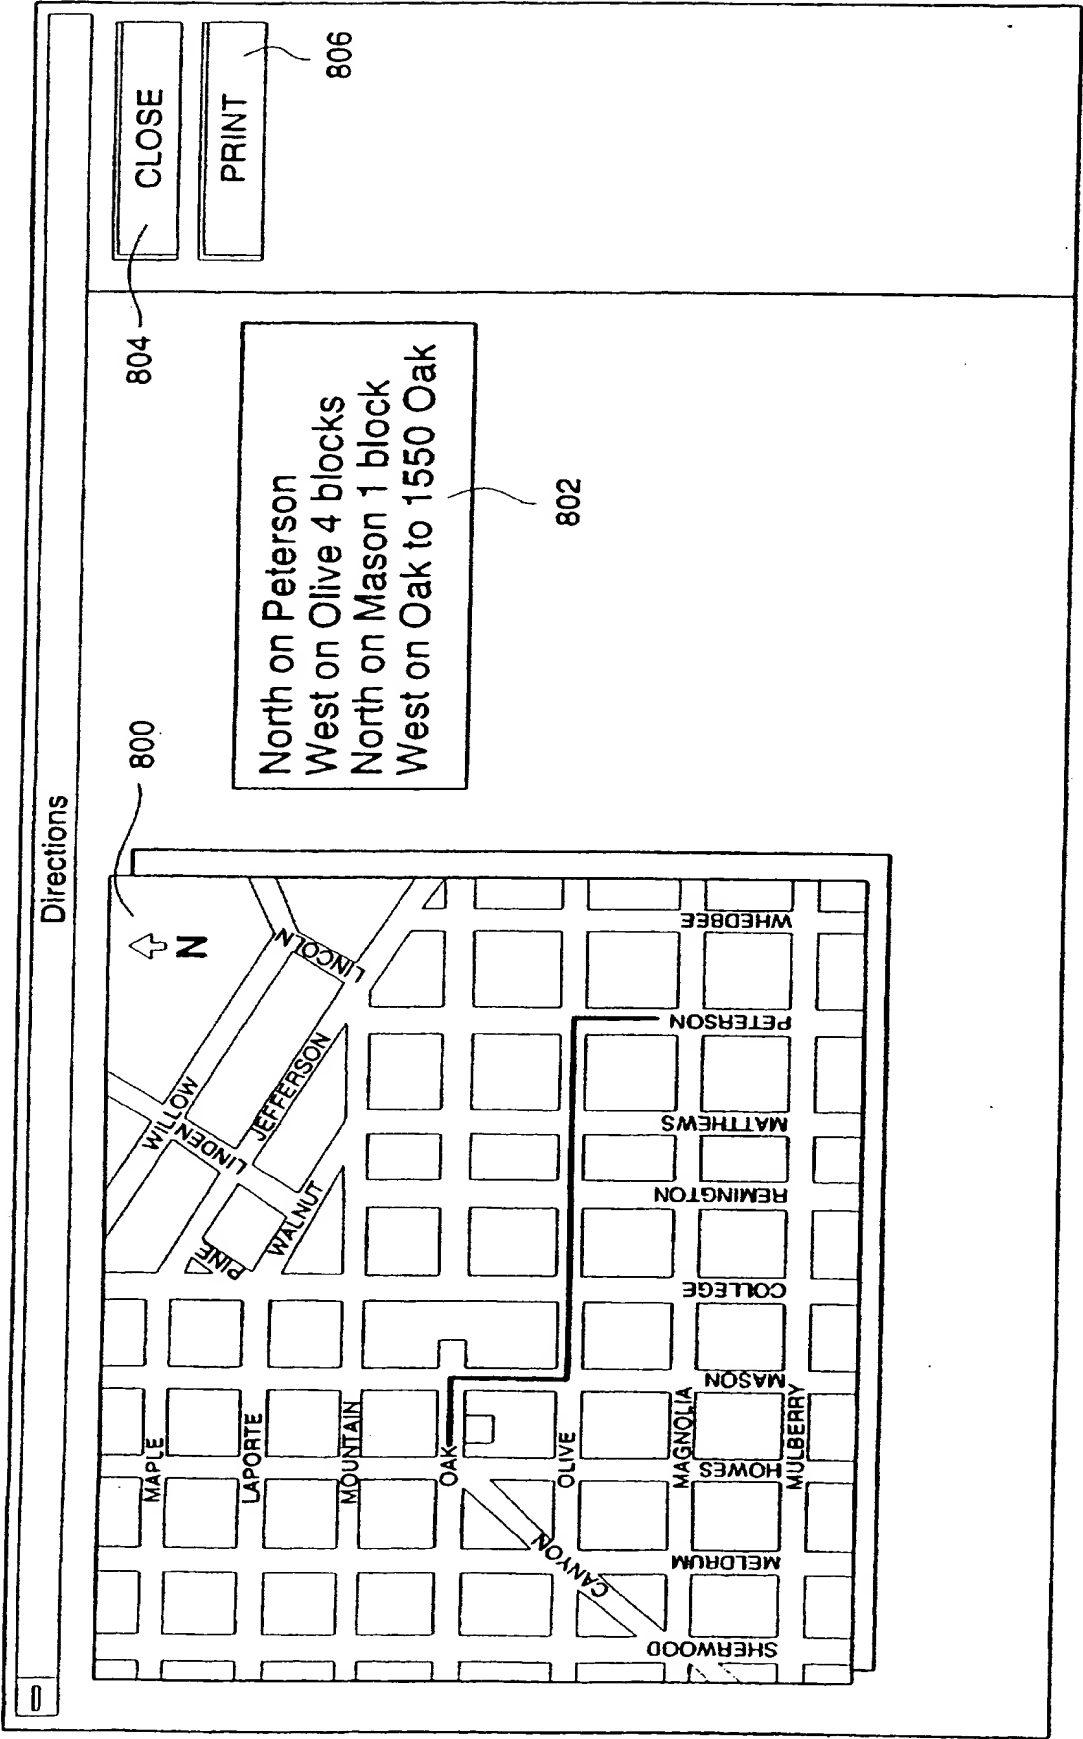 Directions
CLOSE
PRINT
804
806
North on Peterson
West on Olive 4 blocks
North on Mason 1 block
West on Oak to 1550 Oak
802
800
N
WILLOW
LINCOLN
LINDEN
JEFFERSON
PINE
WALNUT
MAPLE
LAPORTE
MOUNTAIN
OAK
OLIVE
CANYON
MAGNOLIA
MULBERRY
SHERWOOD
MELDRUM
HOWES
MASON
COLLEGE
REMINGTON
MATTHEWS
PETERSON
WHEDBEE